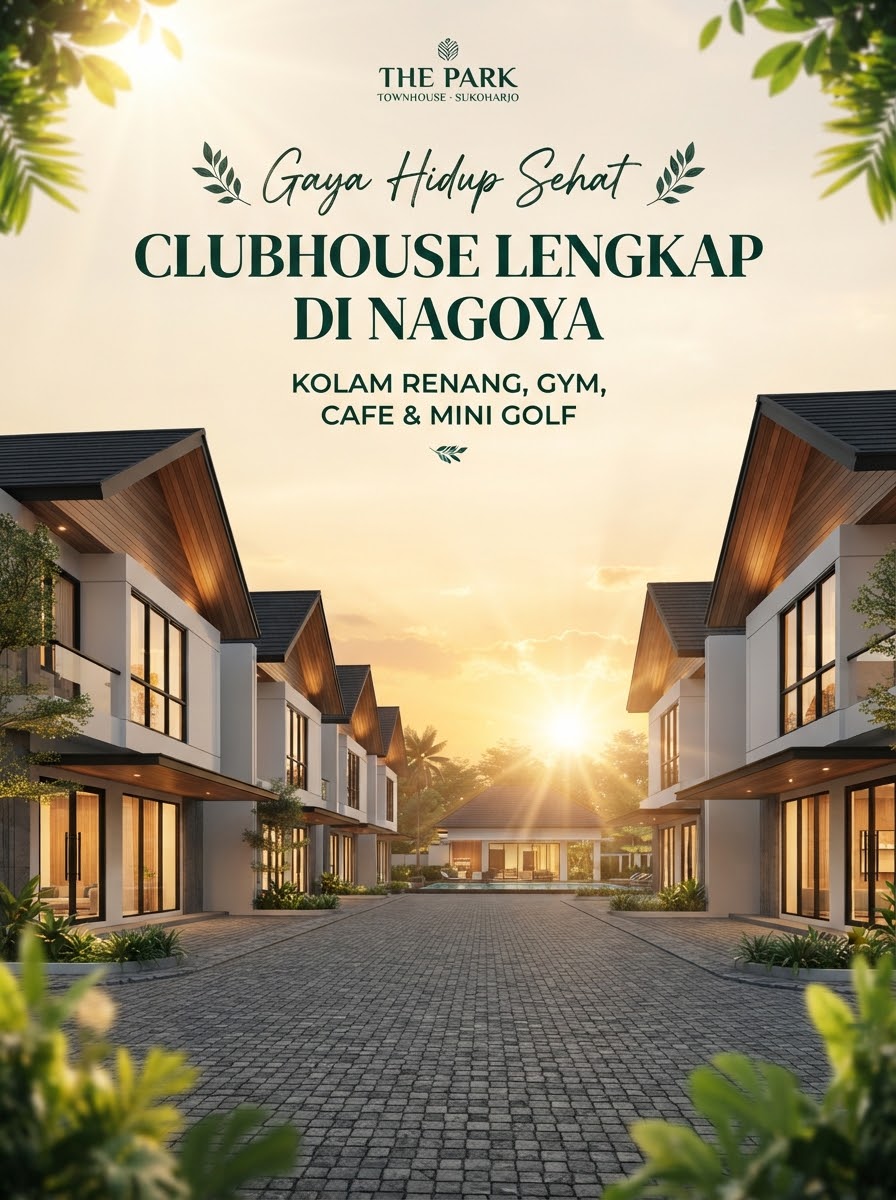 THE PARK
TOWNHOUSE - SUKOHARJO
Gaya Hidup Sehat
CLUBHOUSE LENGKAP
DI NAGOYA
KOLAM RENANG, GYM,
CAFE & MINI GOLF